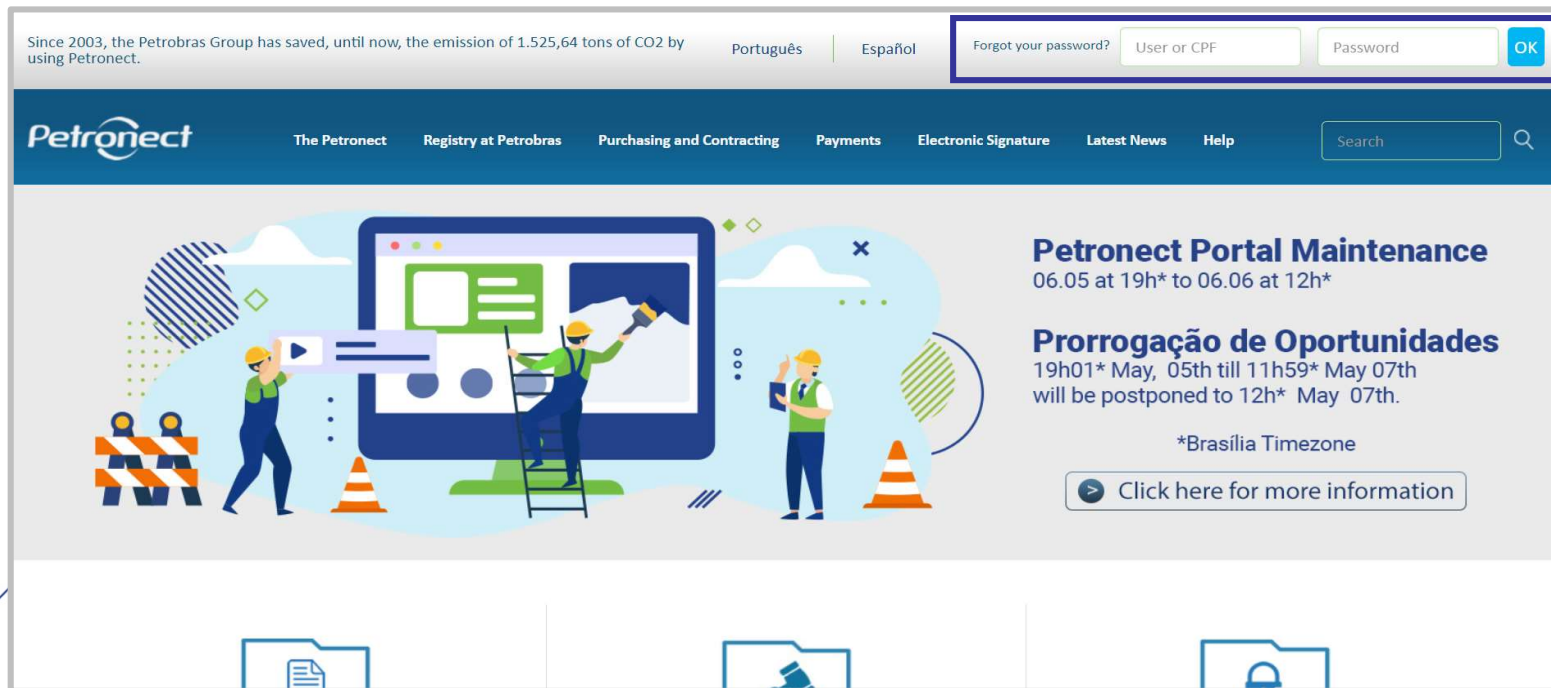 Since 2003, the Petrobras Group has saved, until now, the emission of 1.525,64 tons of CO2 by
using Petronect.
Português
Español
Forgot your password?
User or CPF
Password
OK
Petronect
The Petronect
Registry at Petrobras
Purchasing and Contracting
Payments
Electronic Signature
Latest News
Help
Search
Petronect Portal Maintenance
06.05 at 19h* to 06.06 at 12h*
Prorrogação de Oportunidades
19h01* May, 05th till 11h59* May 07th
will be postponed to 12h* May 07th.
*Brasília Timezone
Click here for more information